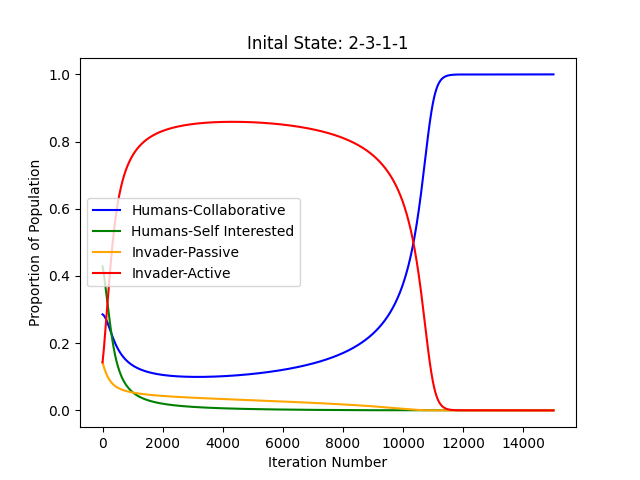 Inital State: 2-3-1-1
1.0
0.8
0.6
0.4
0.2
0.0
Proportion of Population
Humans-Collaborative
Humans-Self Interested
Invader-Passive
Invader-Active
0 2000 4000 6000 8000 10000 12000 14000
Iteration Number